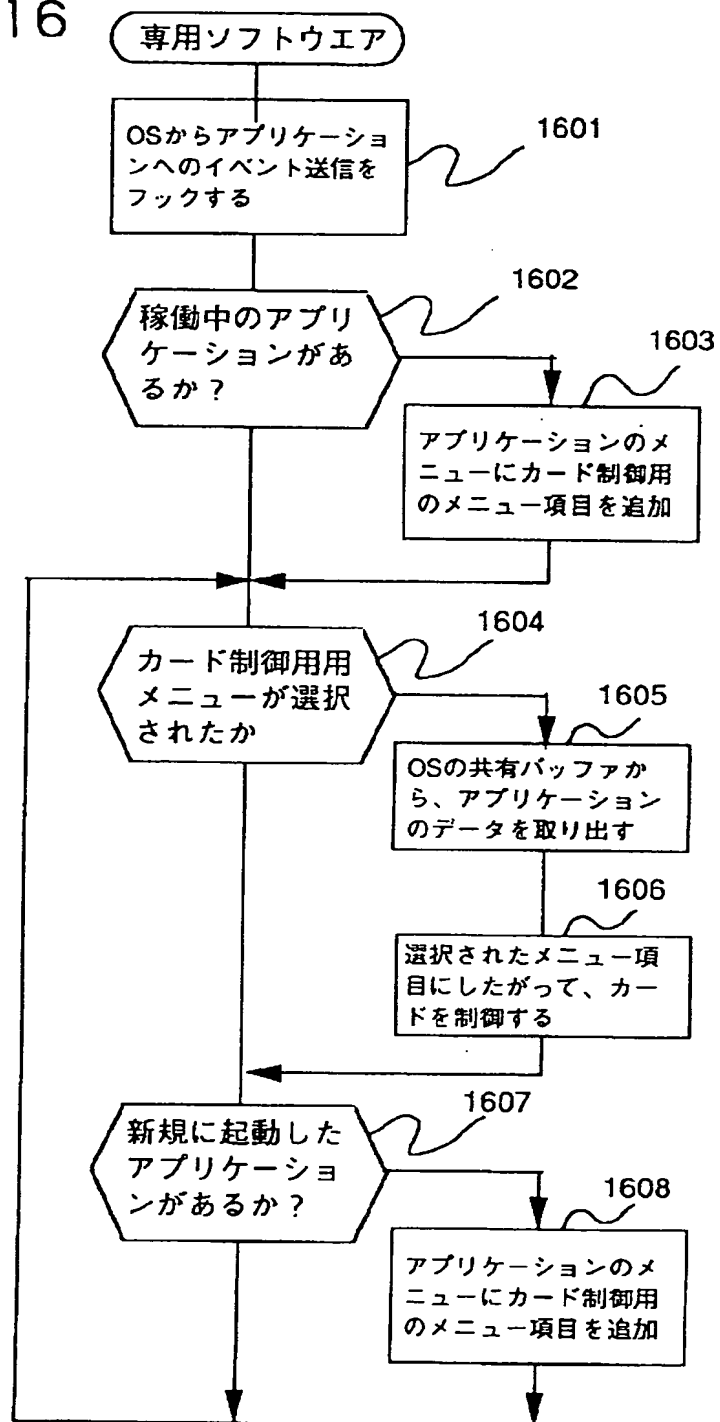 16
専用ソフトウエア
OSからアプリケーショ
ンへのイベント送信を
フックする
1601
1602
稼働中のアプリ
ケーションがあ
るか？
1603
アプリケーションのメ
ニューにカード制御用
のメニュー項目を追加
1604
カード制御用用
メニューが選択
されたか
1605
OSの共有バッファか
ら、アプリケーション
のデータを取り出す
1606
選択されたメニュー項
目にしたがって、カー
ドを制御する
1607
新規に起動した
アプリケーショ
ンがあるか？
1608
アプリケーションのメ
ニューにカード制御用
のメニュー項目を追加